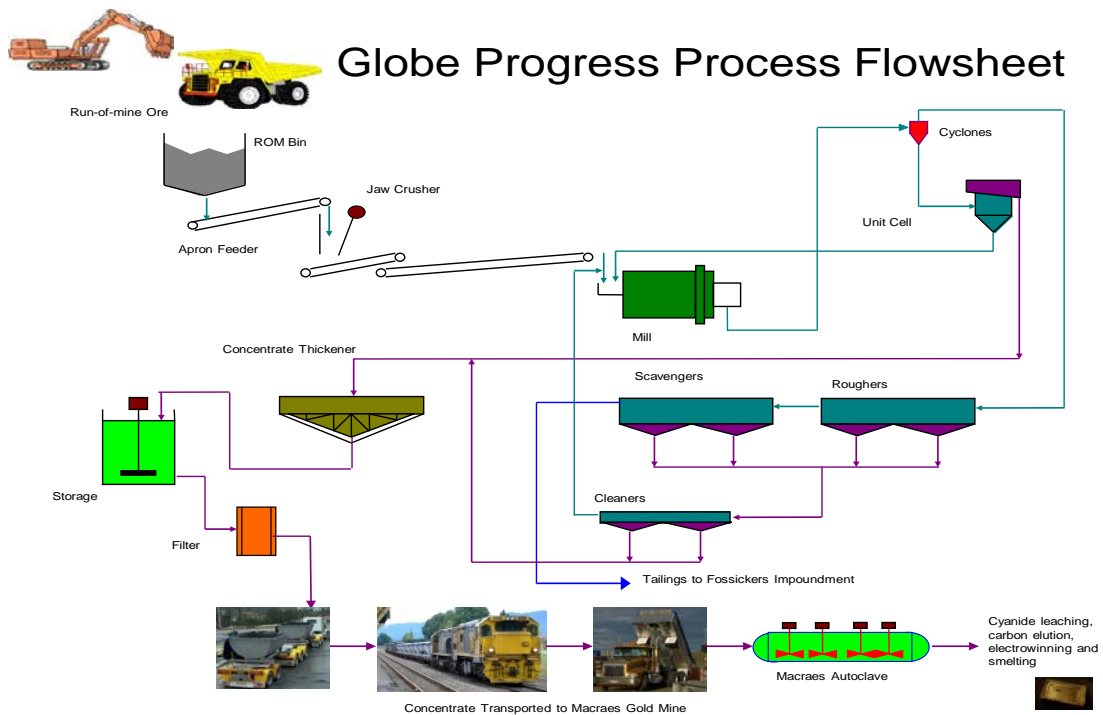 Globe Progress Process Flowsheet
Run-of-mine Ore
ROM Bin
Cyclones
Jaw Crusher
Unit Cell
Apron Feeder
Mill
Concentrate Thickener
Scavengers
Roughers
Storage
Cleaners
Filter
Tailings to Fossickers Impoundment
Cyanide leaching,
carbon elution,
electrowinning and
smelting
Macraes Autoclave
Concentrate Transported to Macraes Gold Mine